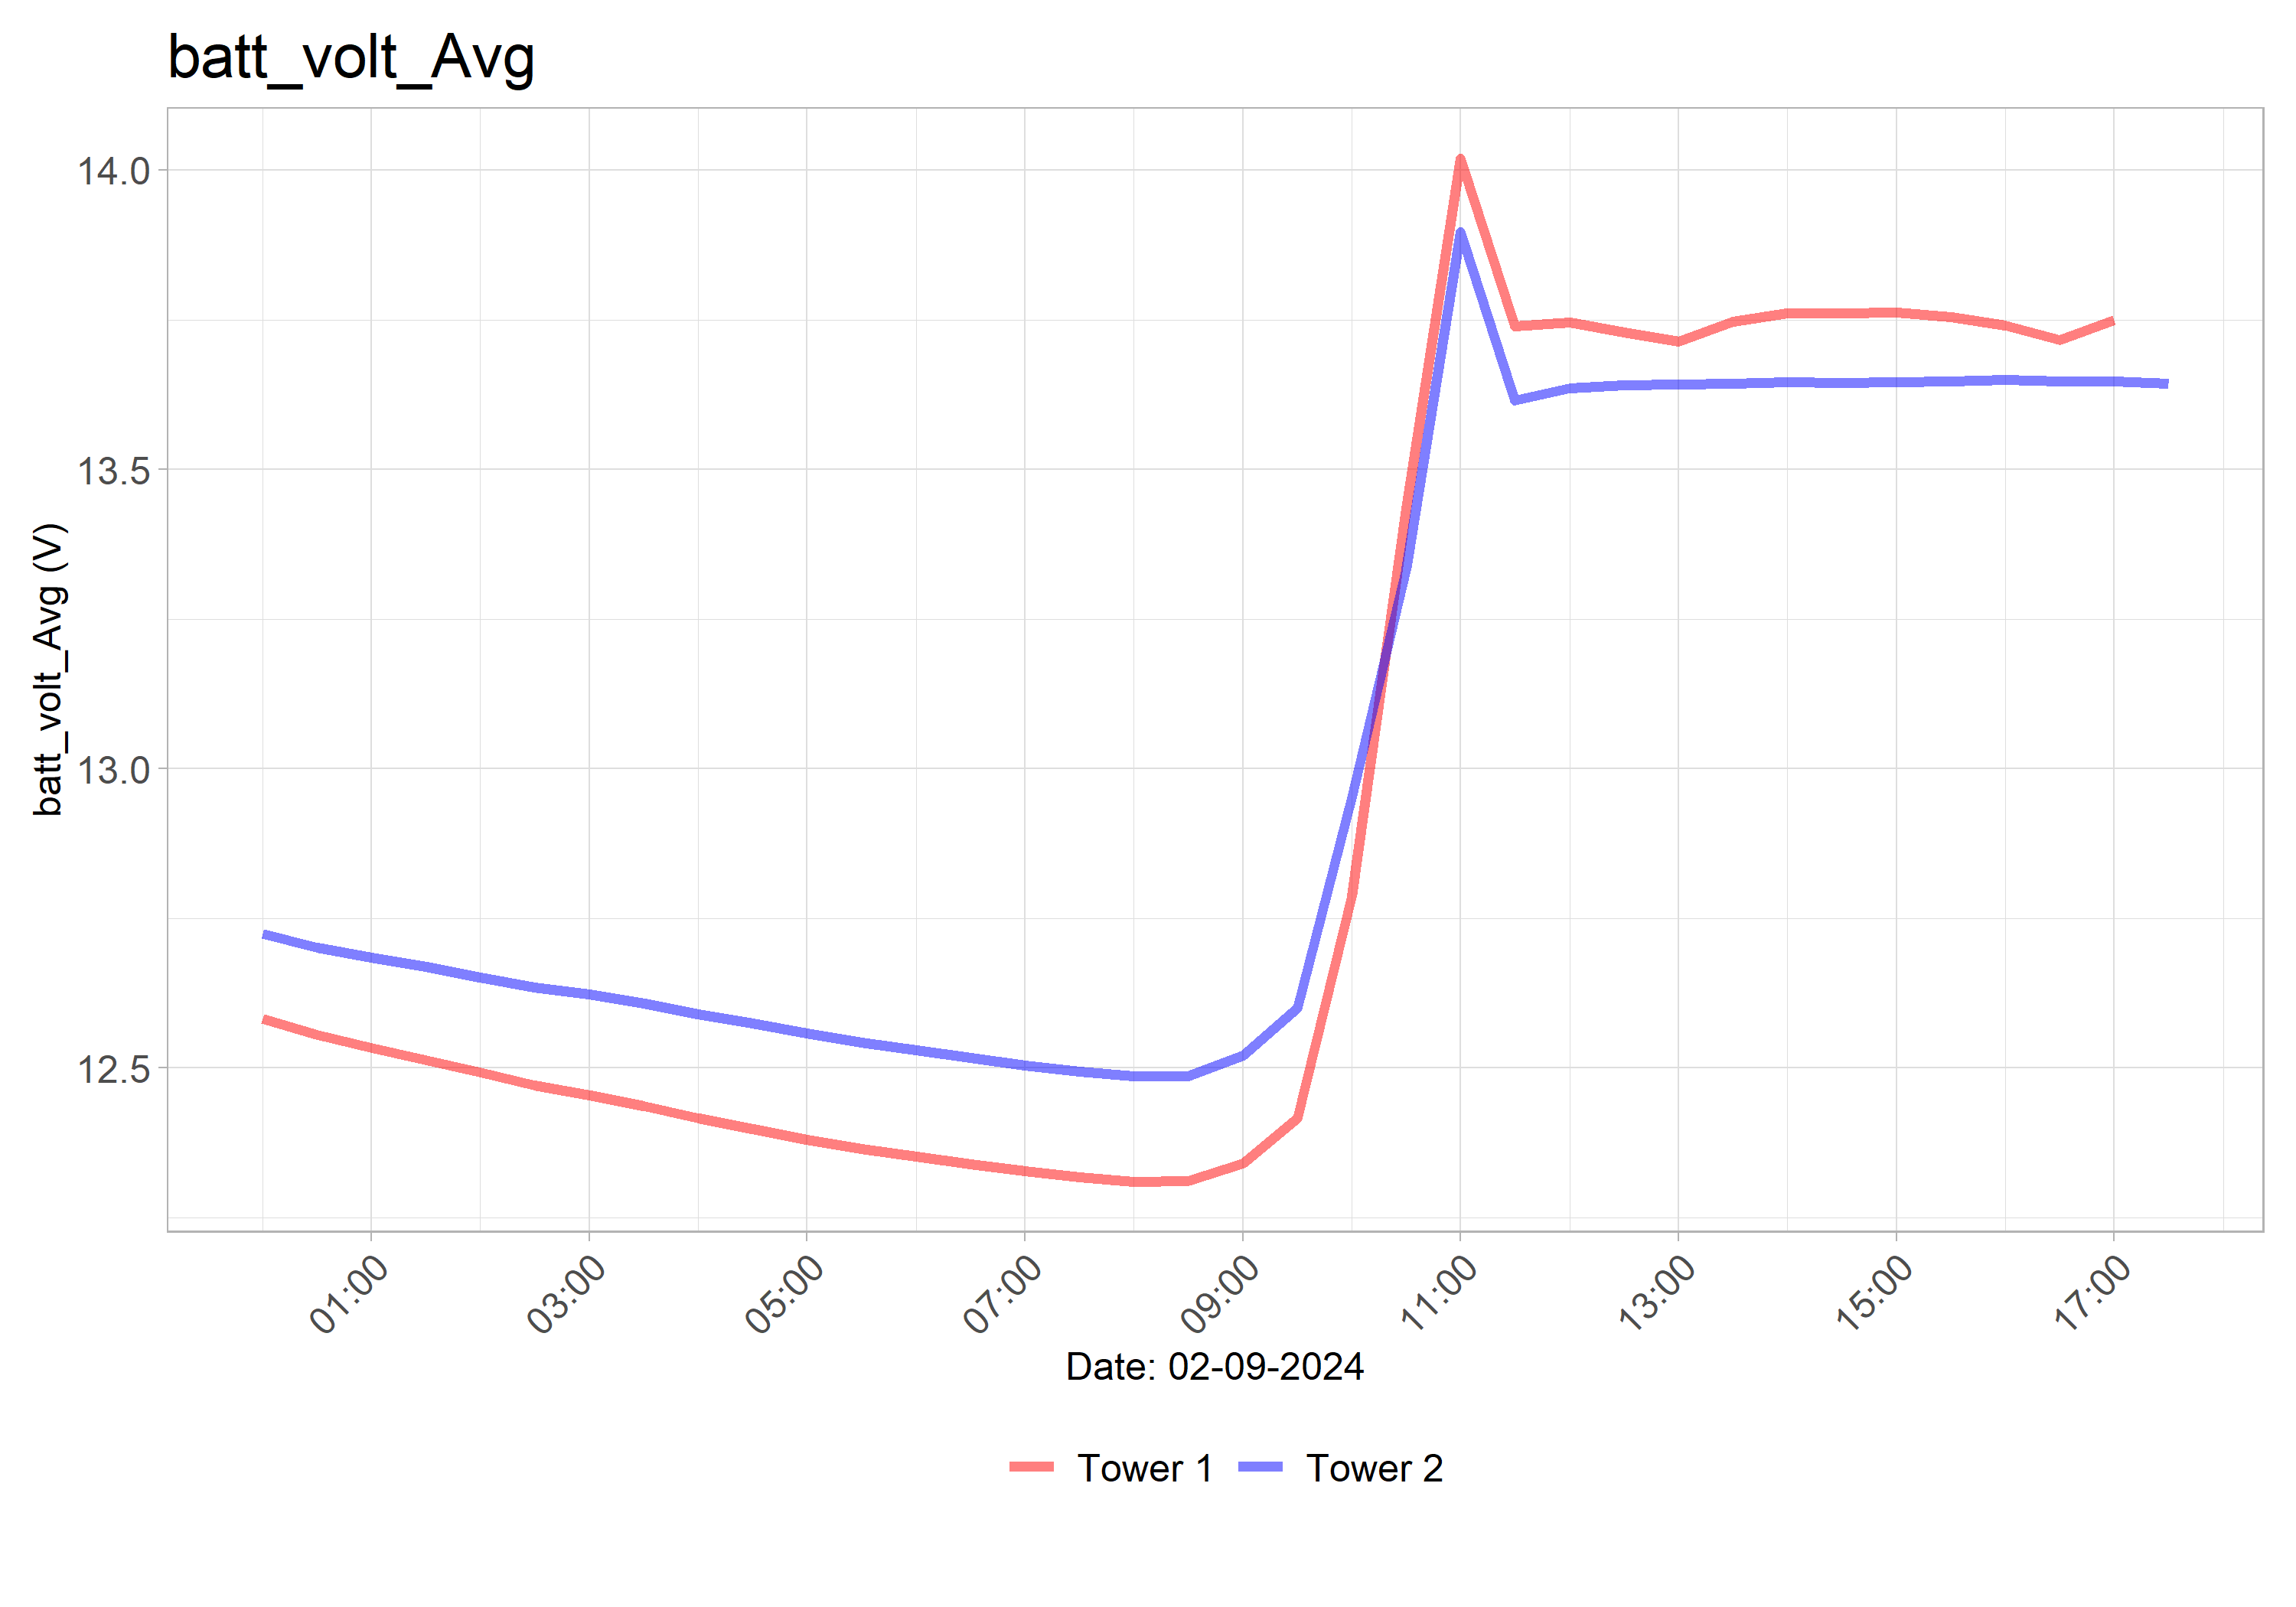 batt_volt_Avg
14.0
13.5
13.0
12.5
batt_volt_Avg (V)
01:00 03:00 05:00 07:00 09:00 11:00 13:00 15:00 17:00
Date: 02-09-2024
Tower 1 Tower 2